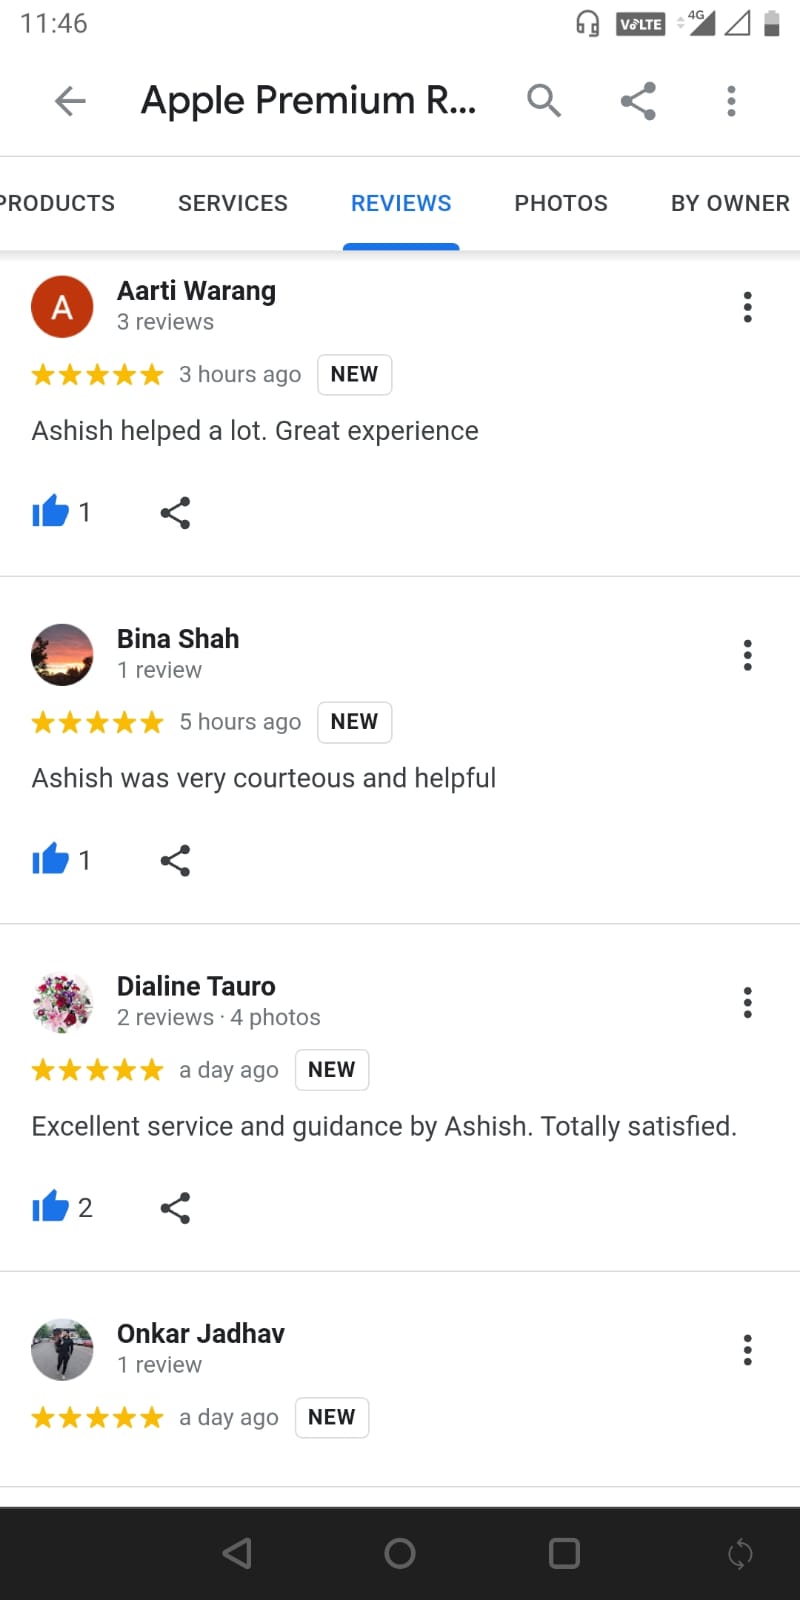 11:46
VoLTE
4G
Apple Premium R...
PRODUCTS SERVICES REVIEWS PHOTOS BY OWNER
A
Aarti Warang
3 reviews
3 hours ago NEW
Ashish helped a lot. Great experience
1
Bina Shah
1 review
5 hours ago NEW
Ashish was very courteous and helpful
1
Dialine Tauro
2 reviews · 4 photos
a day ago NEW
Excellent service and guidance by Ashish. Totally satisfied.
2
Onkar Jadhav
1 review
a day ago NEW